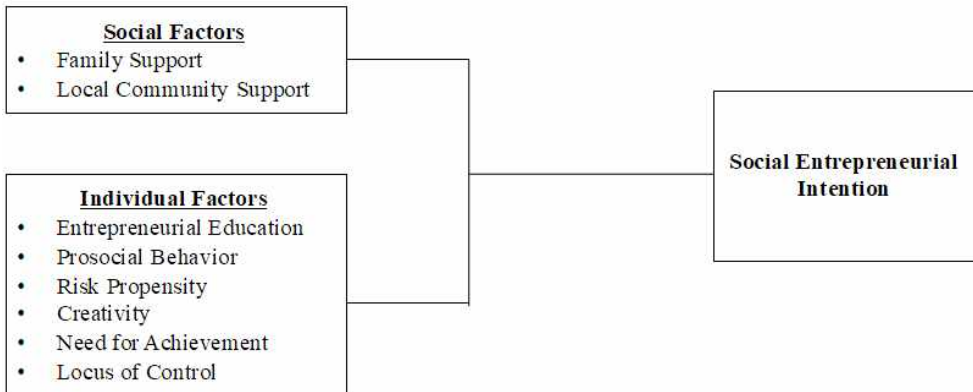 Social Factors
• Family Support
• Local Community Support
Individual Factors
• Entrepreneurial Education
• Prosocial Behavior
• Risk Propensity
• Creativity
• Need for Achievement
• Locus of Control
Social Entrepreneurial
Intention